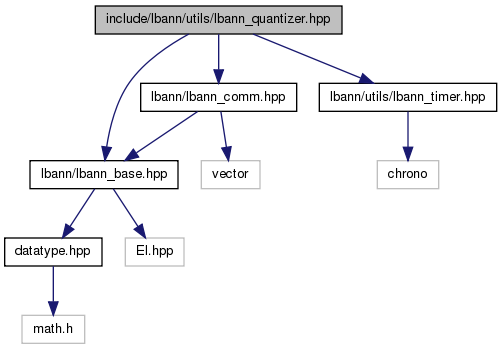 include/lbann/utils/lbann_quantizer.hpp
lbann/lbann_comm.hpp
lbann/utils/lbann_timer.hpp
lbann/lbann_base.hpp
vector
chrono
datatype.hpp
El.hpp
math.h